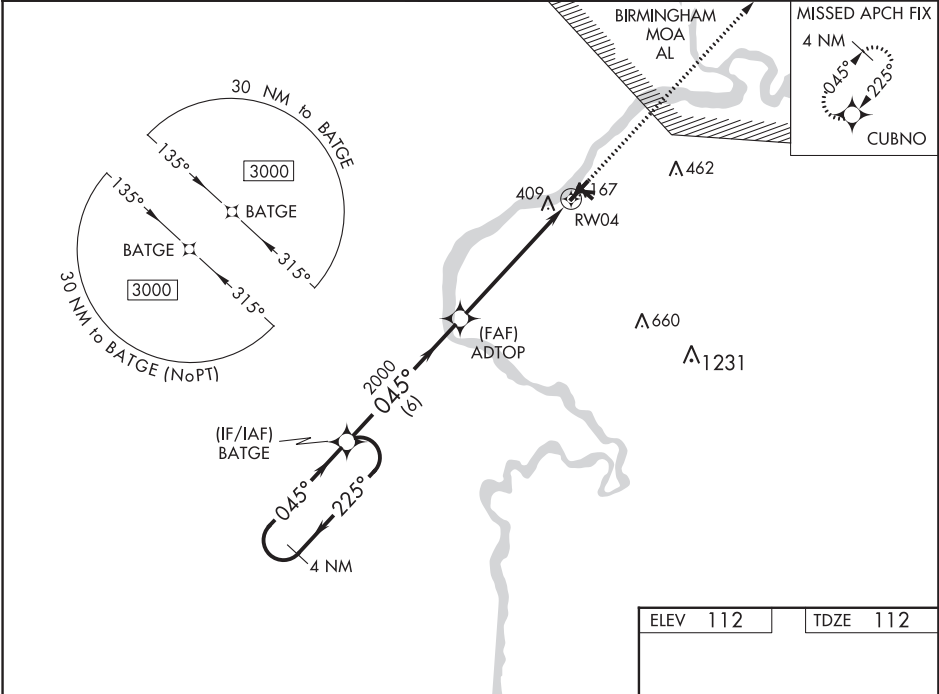 BIRMINGHAM
MOA
AL
MISSED APCH FIX
4 NM
045°
225°
CUBNO
30 NM to BATGE
135°
3000
BATGE
315°
135°
BATGE
3000
315°
30 NM to BATGE (NoPT)
462
409
167
RW04
(FAF)
ADTOP
660
1231
2000
045°
(6)
(IF/IAF)
BATGE
045°
225°
4 NM
ELEV 112
TDZE 112